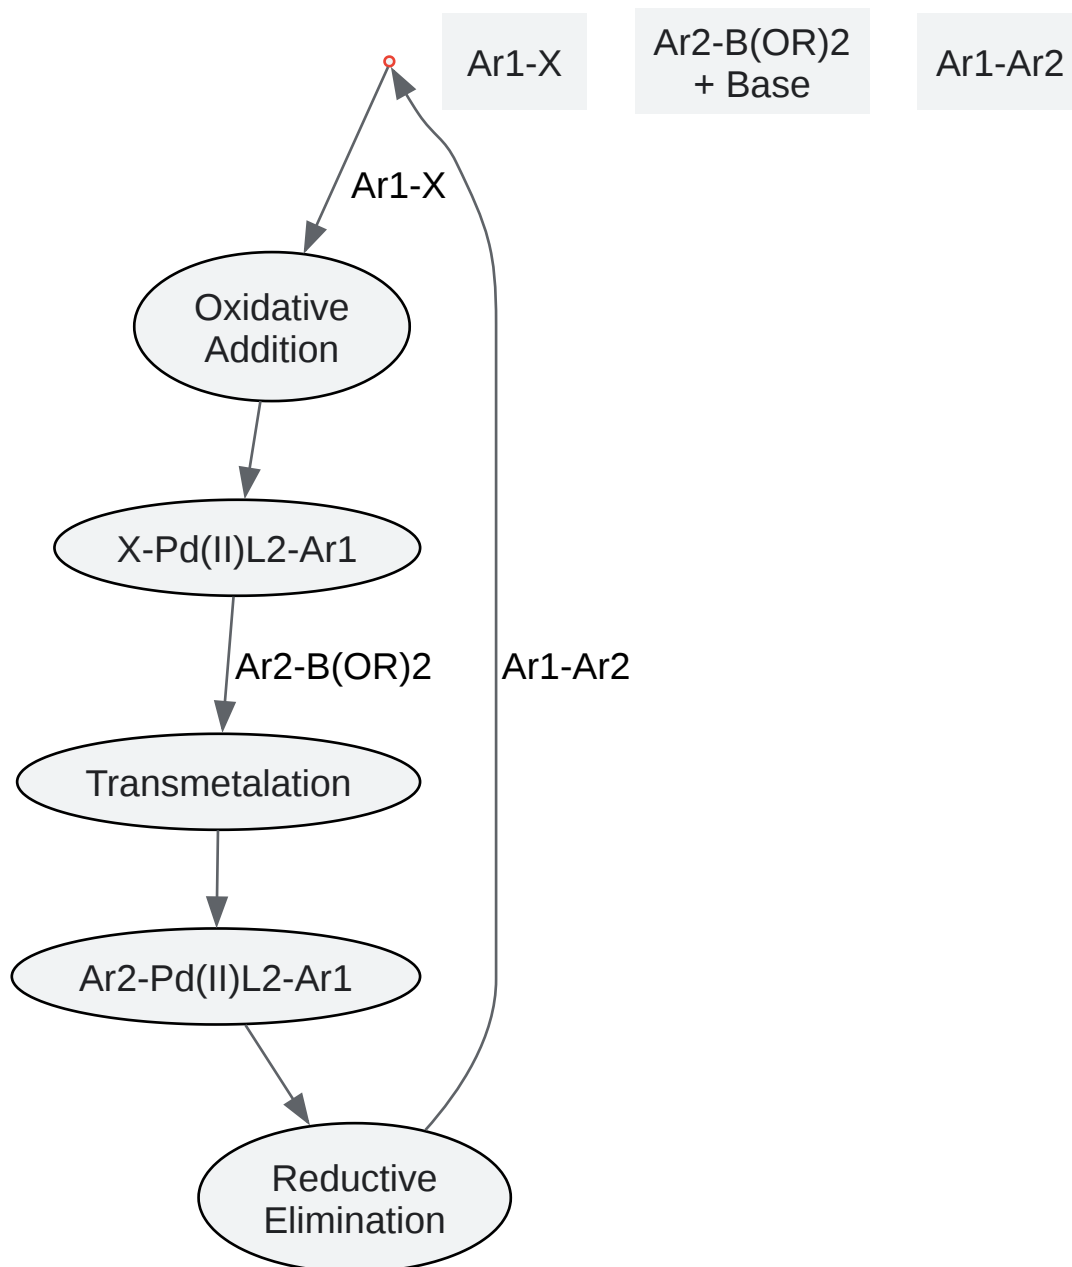 Ar1-X
Ar2-B(OR)2
+ Base
Ar1-Ar2
Ar1-X
Oxidative
Addition
X-Pd(II)L2-Ar1
Ar2-B(OR)2
Ar1-Ar2
Transmetalation
Ar2-Pd(II)L2-Ar1
Reductive
Elimination